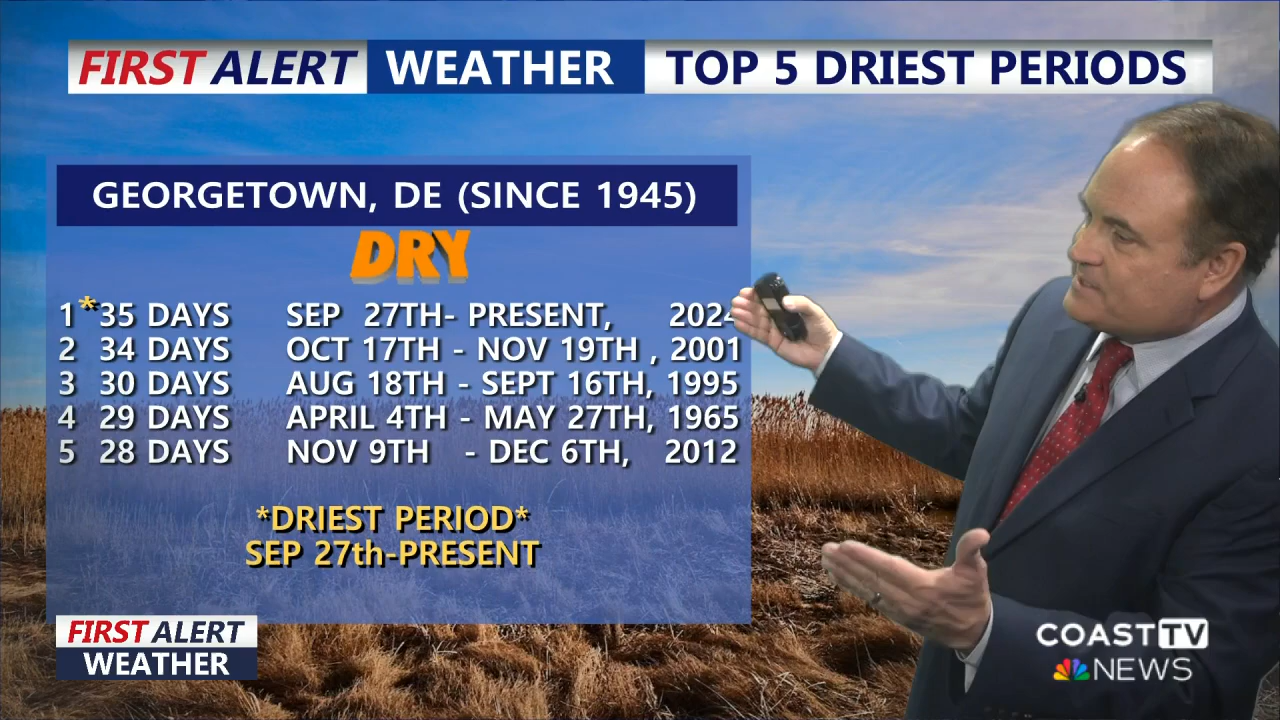 FIRST ALERT WEATHER TOP 5 DRIEST PERIODS
GEORGETOWN, DE (SINCE 1945)
DRY
1 *35 DAYS SEP 27TH- PRESENT, 2024
2 34 DAYS OCT 17TH - NOV 19TH , 2001
3 30 DAYS AUG 18TH - SEPT 16TH, 1995
4 29 DAYS APRIL 4TH - MAY 27TH, 1965
5 28 DAYS NOV 9TH - DEC 6TH, 2012
*DRIEST PERIOD*
SEP 27th-PRESENT
FIRST ALERT
WEATHER
COAST TV
NEWS